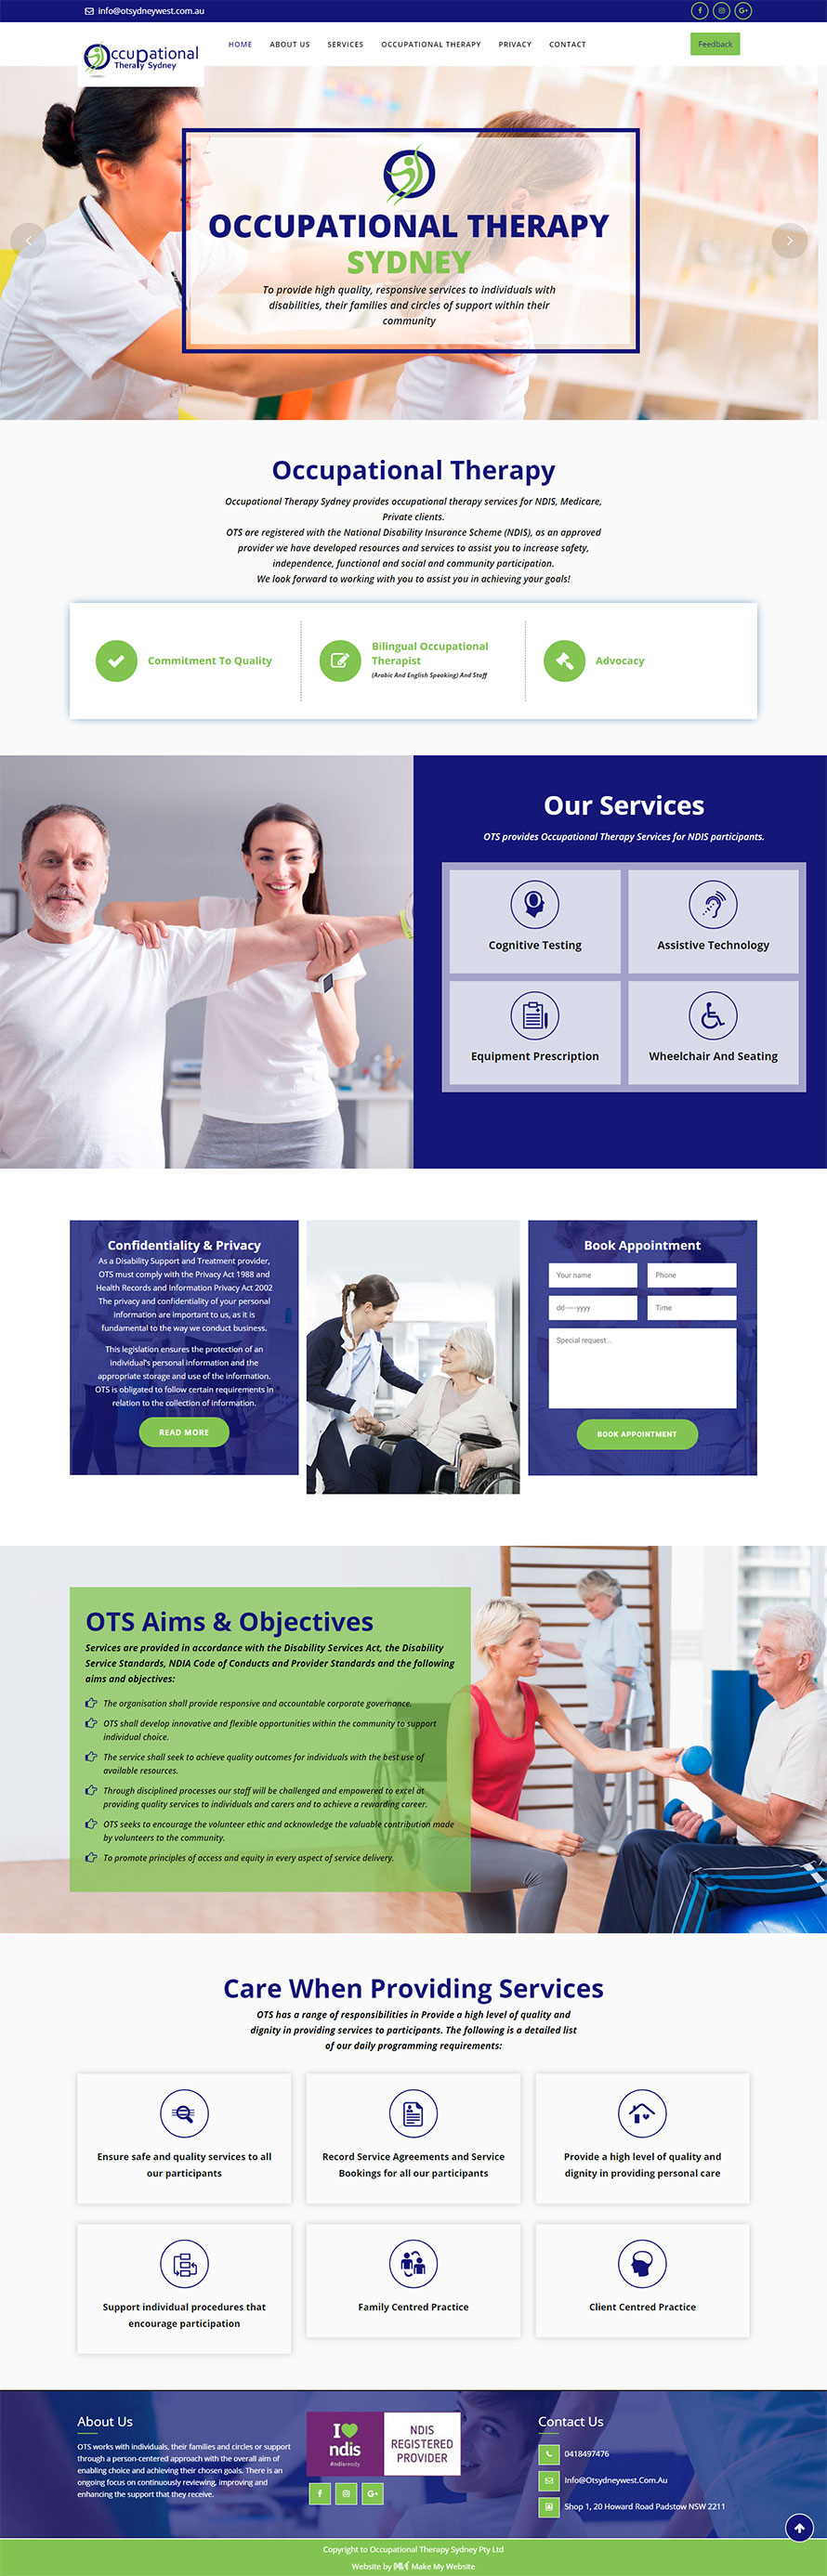 info@otsydneywest.com.au
Occupational
Therapy Sydney
HOME ABOUT US SERVICES OCCUPATIONAL THERAPY PRIVACY CONTACT
Feedback
OCCUPATIONAL THERAPY
SYDNEY
To provide high quality, responsive services to individuals with
disabilities, their families and circles of support within their
community
Occupational Therapy
Occupational Therapy Sydney provides occupational therapy services for NDIS, Medicare,
Private clients.
OTS are registered with the National Disability Insurance Scheme (NDIS), as an approved
provider we have developed resources and services to assist you to increase safety,
independence, functional and social and community participation.
We look forward to working with you to assist you in achieving your goals!
Commitment To Quality
Bilingual Occupational
Therapist
(Arabic And English Speaking) And Staff
Advocacy
Our Services
OTS provides Occupational Therapy Services for NDIS participants.
Cognitive Testing
Assistive Technology
Equipment Prescription
Wheelchair And Seating
Confidentiality & Privacy
As a Disability Support and Treatment provider,
OTS must comply with the Privacy Act 1988 and
Health Records and Information Privacy Act 2002
The privacy and confidentiality of your personal
information are important to us, as it is
fundamental to the way we conduct business.
This legislation ensures the protection of an
individual's personal information and the
appropriate storage and use of the information.
OTS is obligated to follow certain requirements in
relation to the collection of information.
READ MORE
Book Appointment
Your name
Phone
dd----yyyy
Time
Special request...
BOOK APPOINTMENT
OTS Aims & Objectives
Services are provided in accordance with the Disability Services Act, the Disability
Service Standards, NDIA Code of Conducts and Provider Standards and the following
aims and objectives:
The organisation shall provide responsive and accountable corporate governance.
OTS shall develop innovative and flexible opportunities within the community to support
individual choice.
The service shall seek to achieve quality outcomes for individuals with the best use of
available resources.
Through disciplined processes our staff will be challenged and empowered to excel at
providing quality services to individuals and carers and to achieve a rewarding career.
OTS seeks to encourage the volunteer ethic and acknowledge the valuable contribution made
by volunteers to the community.
To promote principles of access and equity in every aspect of service delivery.
Care When Providing Services
OTS has a range of responsibilities in Provide a high level of quality and
dignity in providing services to participants. The following is a detailed list
of our daily programming requirements:
Ensure safe and quality services to all
our participants
Record Service Agreements and Service
Bookings for all our participants
Provide a high level of quality and
dignity in providing personal care
Support individual procedures that
encourage participation
Family Centred Practice
Client Centred Practice
About Us
OTS works with individuals, their families and circles or support
through a person-centered approach with the overall aim of
enabling choice and achieving their chosen goals. There is an
ongoing focus on continuously reviewing, improving and
enhancing the support that they receive.
I
ndis
#ndisready
NDIS
REGISTERED
PROVIDER
Contact Us
0418497476
Info@Otsydneywest.Com.Au
Shop 1, 20 Howard Road Padstow NSW 2211
Copyright to Occupational Therapy Sydney Pty Ltd
Website by Make My Website